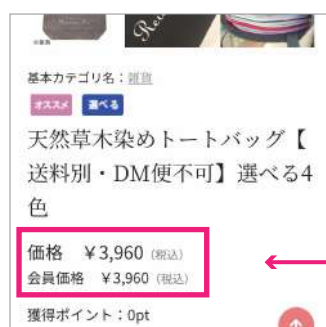 基本カテゴリ名：雑貨
オススメ 選べる
天然草木染めトートバッグ【
送料別・DM便不可】選べる4
色
価格 ￥3,960 (税込)
会員価格 ￥3,960 (税込)
獲得ポイント：0pt